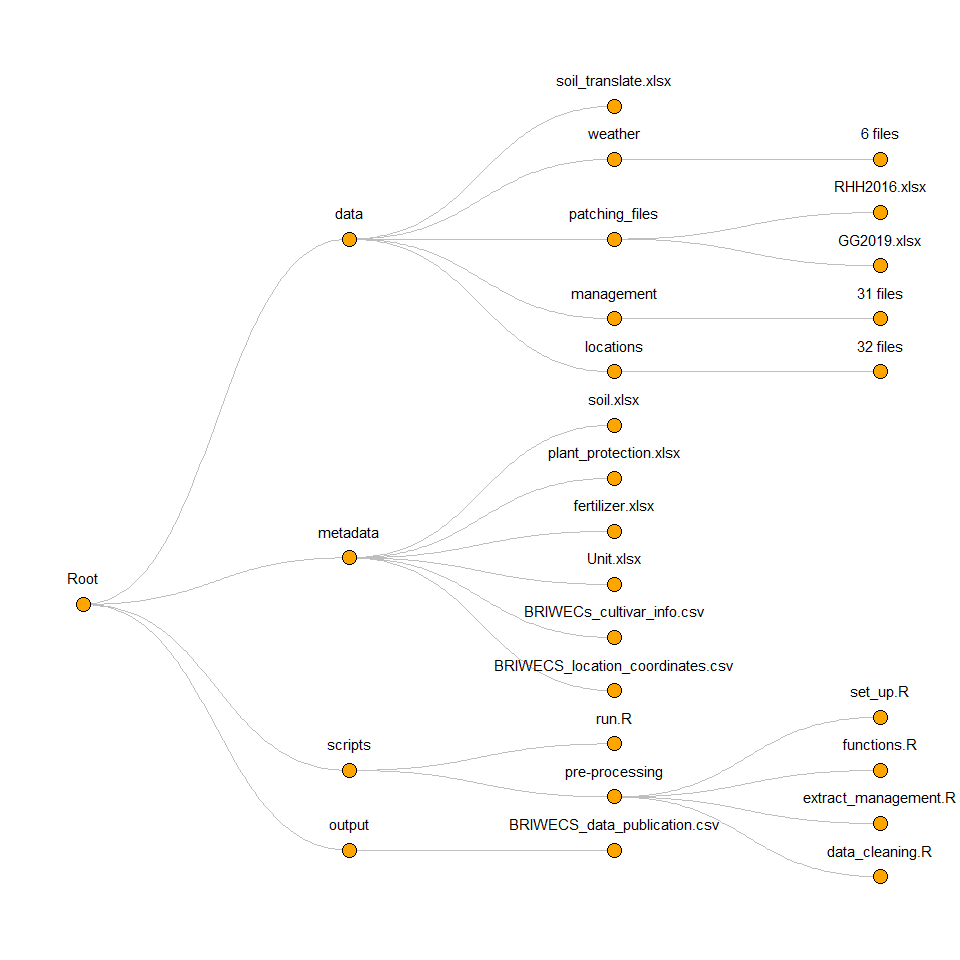 soil_translate.xlsx
weather
6 files
RHH2016.xlsx
data
patching_files
GG2019.xlsx
management
31 files
locations
32 files
soil.xlsx
plant_protection.xlsx
fertilizer.xlsx
metadata
Unit.xlsx
Root
BRIWECs_cultivar_info.csv
BRIWECS_location_coordinates.csv
set_up.R
run.R
scripts
functions.R
pre-processing
extract_management.R
output
BRIWECS_data_publication.csv
data_cleaning.R